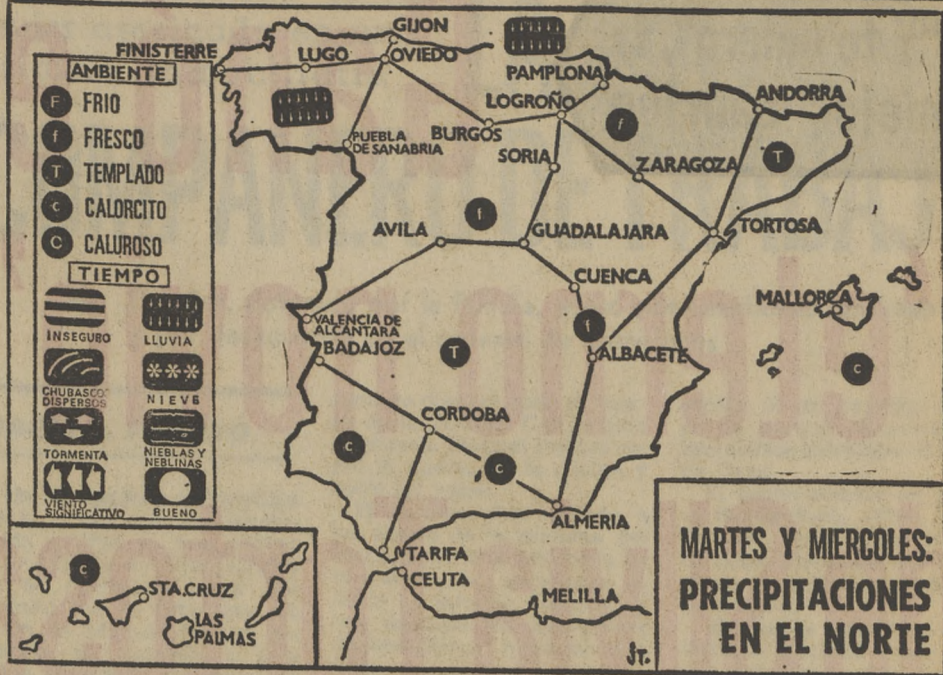 GIJON
FINISTERRE
LUGO
OVIEDO
PAMPLONA
LOGROÑO
ANDORRA
BURGOS
PUEBLA
DE SANABRIA
SORIA
ZARAGOZA
AVILA
GUADALAJARA
TORTOSA
CUENCA
MALLORCA
VALENCIA DE
ALCANTARA
BADAJOZ
ALBACETE
CORDOBA
ALMERIA
TARIFA
CEUTA
MELILLA
f
T
f
f
T
C
C
C
AMBIENTE
F FRIO
f FRESCO
T TEMPLADO
c CALORCITO
C CALUROSO
TIEMPO
INSEGURO
LLUVIA
CHUBASCOS
DISPERSOS
NIEVE
TORMENTA
NIEBLAS Y
NEBLINAS
VIENTO
SIGNIFICATIVO
BUENO
C
STA.CRUZ
LAS
PALMAS
JT.
MARTES Y MIERCOLES:
PRECIPITACIONES
EN EL NORTE